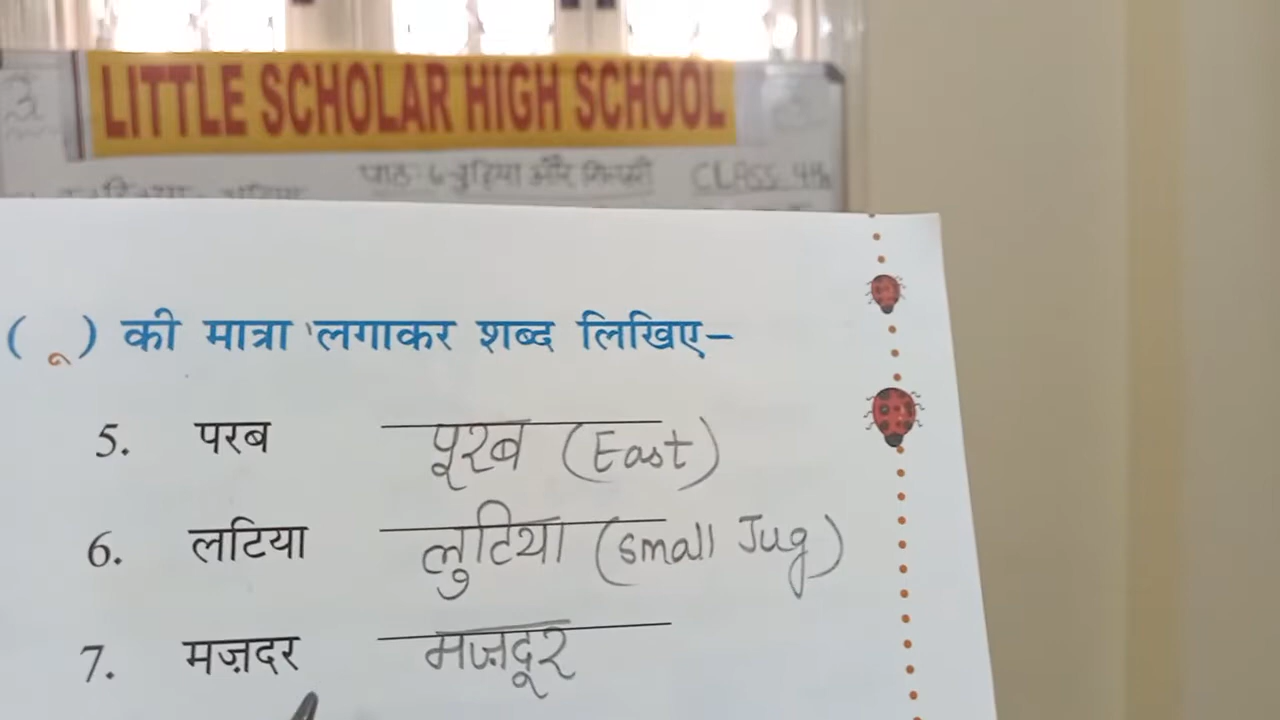 LITTLE SCHOLAR HIGH SCHOOL
पाठ-6 चुहिया और CLASS 4th
( ू ) की मात्रा लगाकर शब्द लिखिए–
5. परब पूरब (East)
6. लटिया लुटिया (small Jug)
7. मज़दर मज़दूर